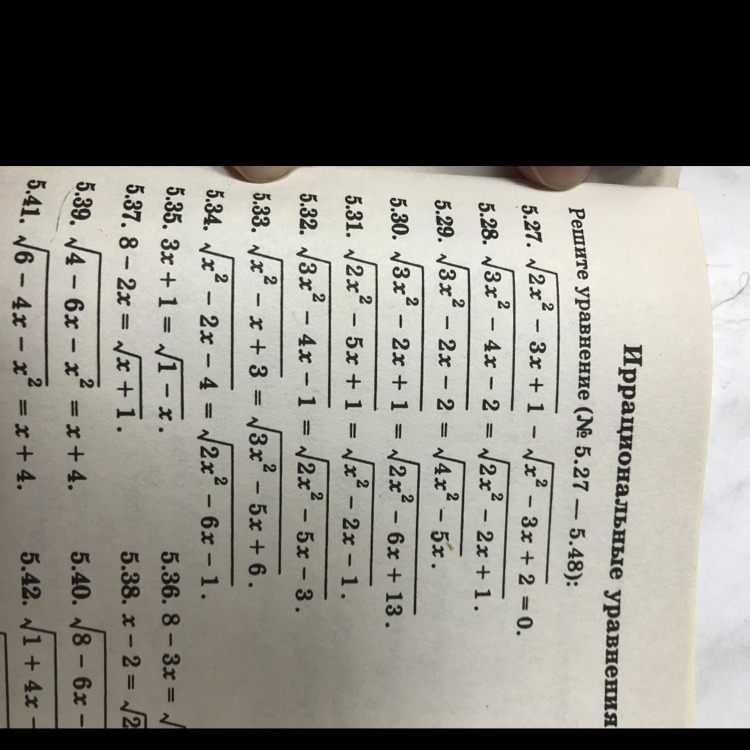 Иррациональные уравнения
Решите уравнение (№ 5.27 — 5.48):
5.27. √(2x² − 3x + 1) − √(x² − 3x + 2) = 0.
5.28. √(3x² − 4x − 2) = √(2x² − 2x + 1).
5.29. √(3x² − 2x − 2) = √(4x² − 5x).
5.30. √(3x² − 2x + 1) = √(2x² − 6x + 13).
5.31. √(2x² − 5x + 1) = √(x² − 2x − 1).
5.32. √(3x² − 4x − 1) = √(2x² − 5x − 3).
5.33. √(x² − x + 3) = √(3x² − 5x + 6).
5.34. √(x² − 2x − 4) = √(2x² − 6x − 1).
5.35. 3x + 1 = √(1 − x). 5.36. 8 − 3x = √
5.37. 8 − 2x = √(x + 1). 5.38. x − 2 = √2
5.39. √(4 − 6x − x²) = x + 4. 5.40. √8 − 6x −
5.41. √(6 − 4x − x²) = x + 4. 5.42. √1 + 4x −